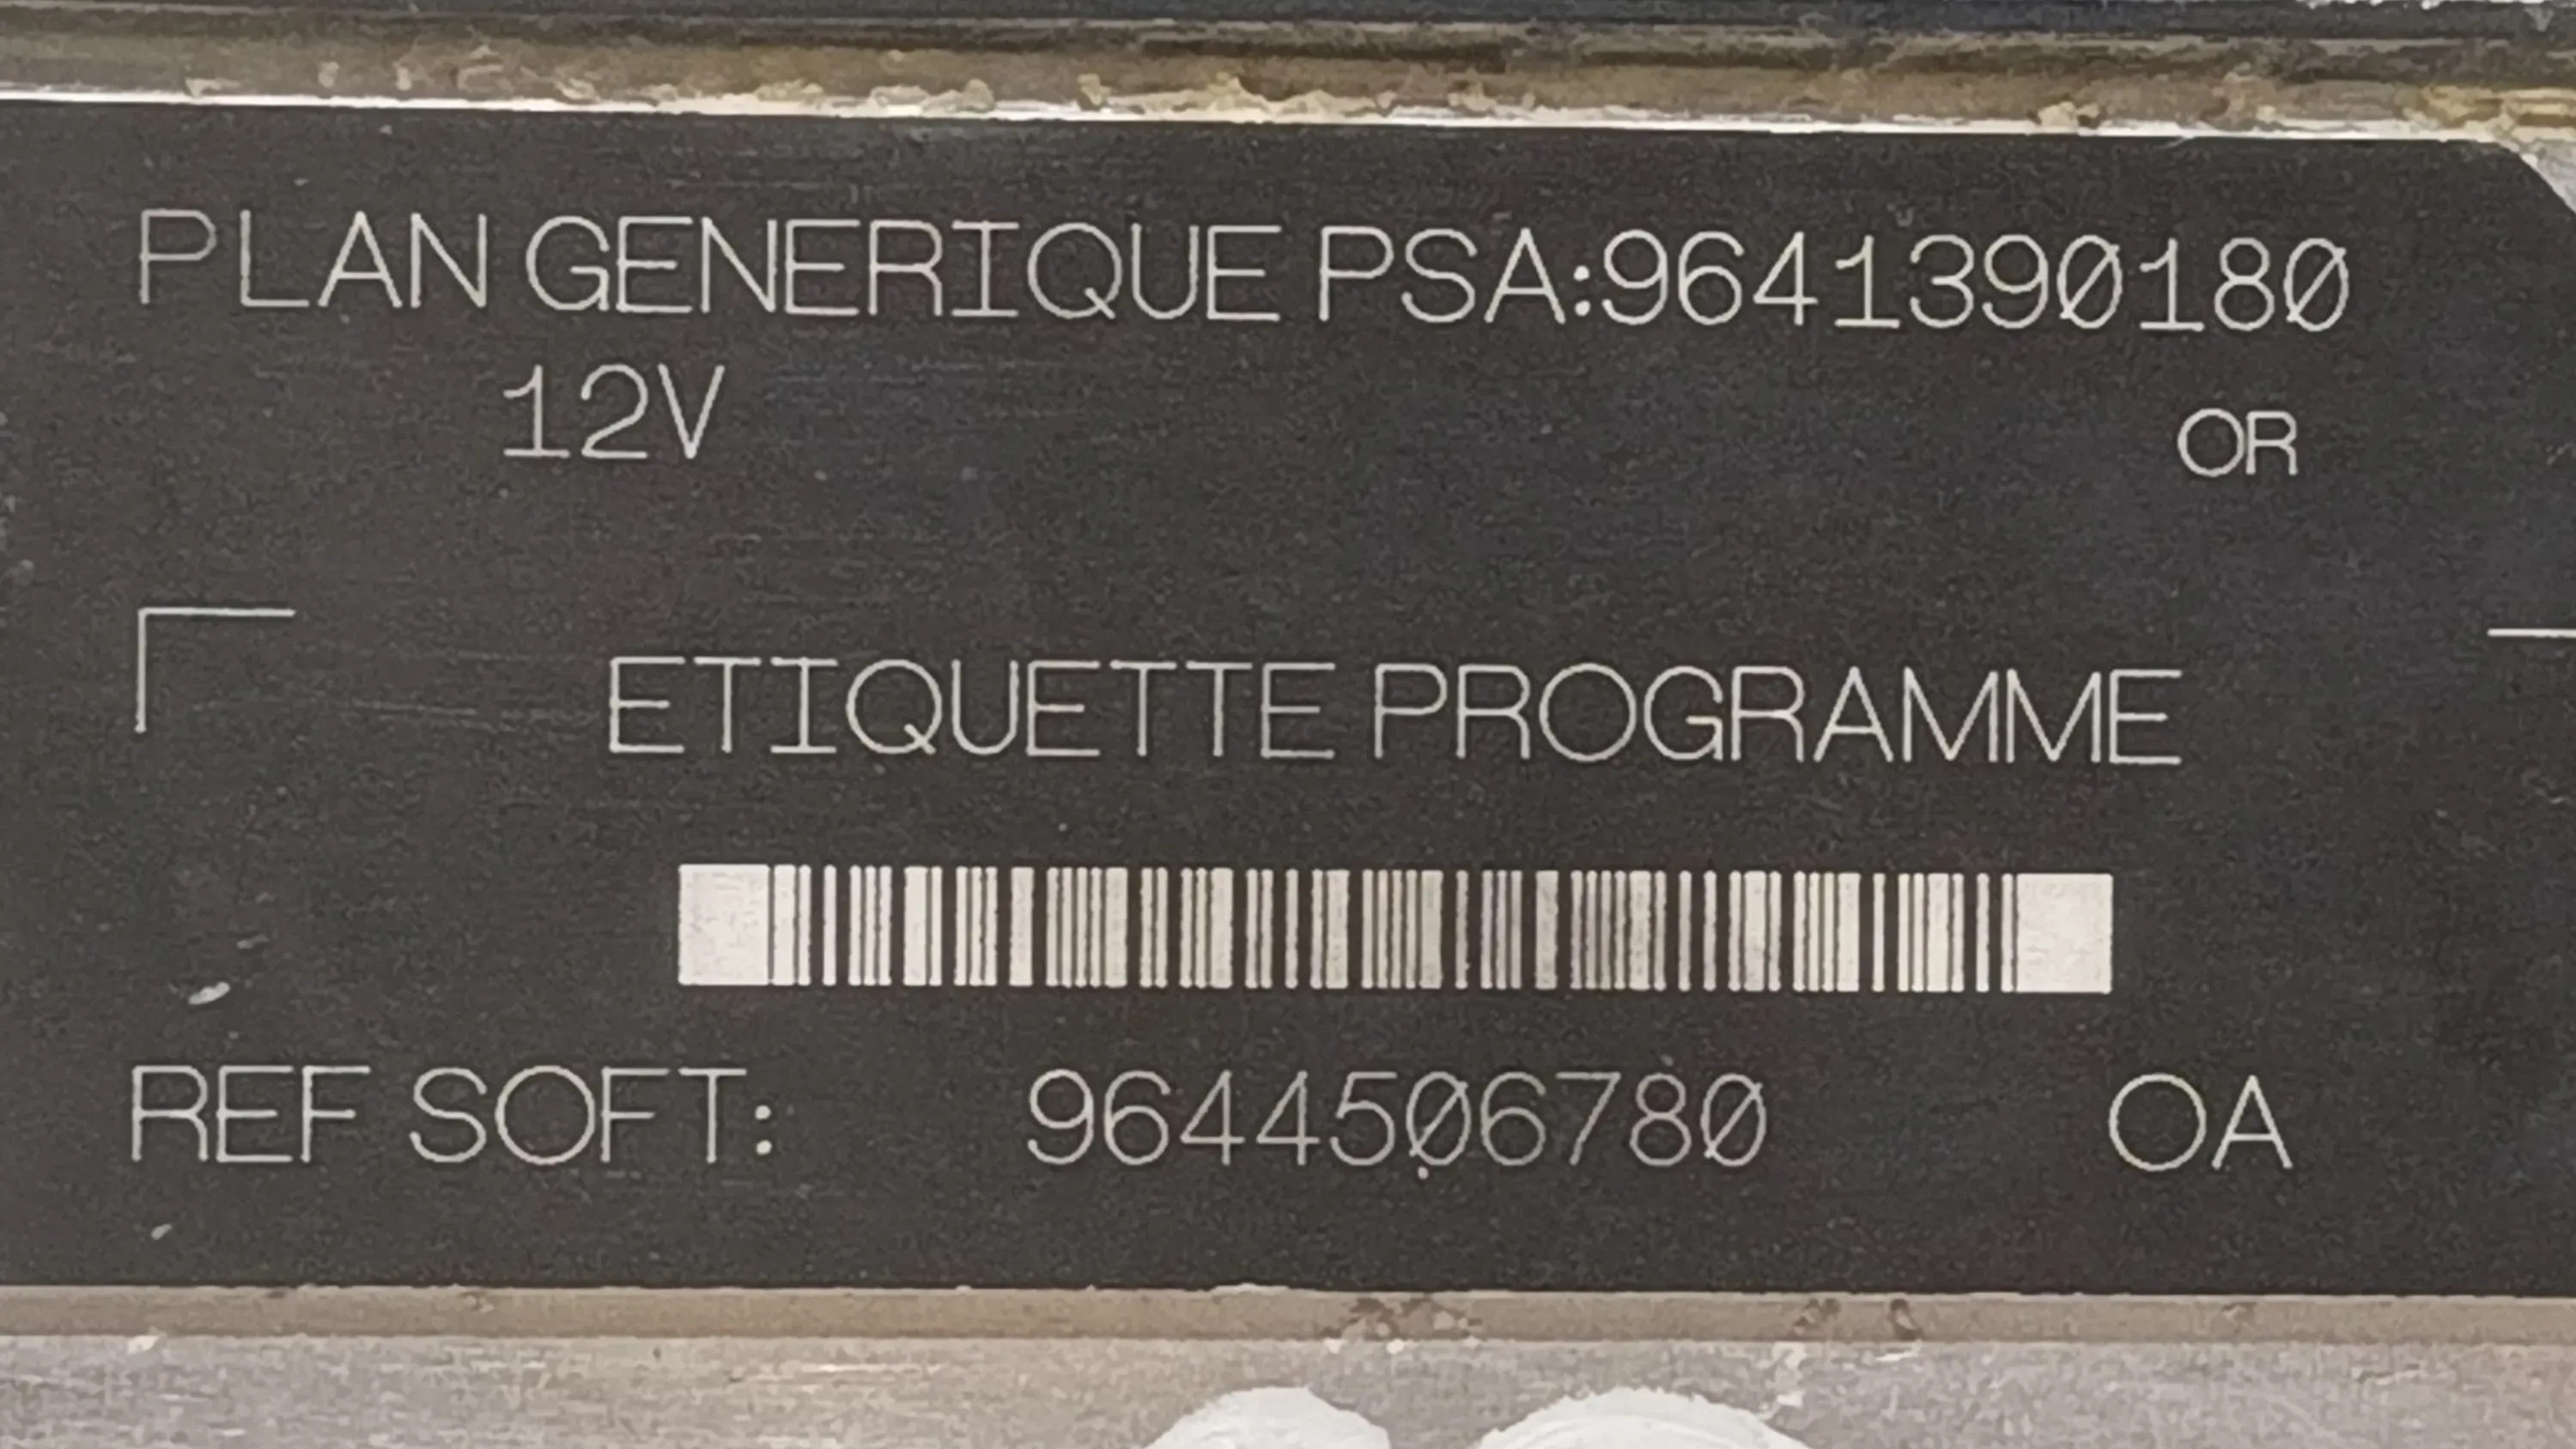 PLAN GENERIQUE PSA:9641390180
12V OR
ETIQUETTE PROGRAMME
REF SOFT: 9644506780 OA